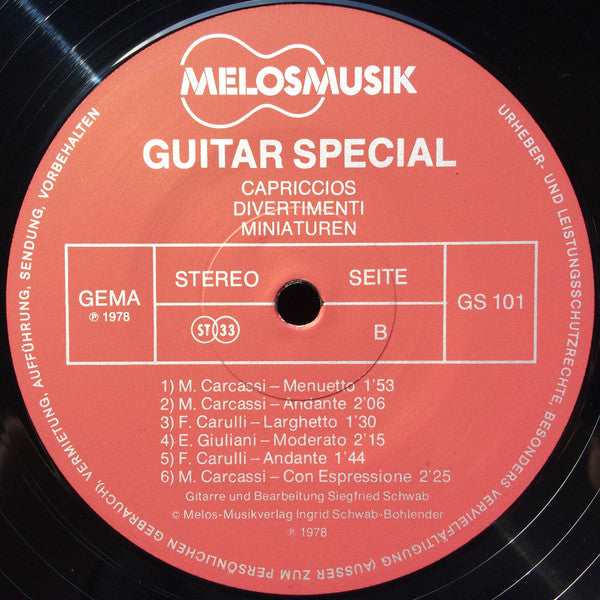 MELOSMUSIK
GUITAR SPECIAL
CAPRICCIOS
DIVERTIMENTI
MINIATUREN
GEMA
℗ 1978
STEREO
SEITE
ST 33
B
GS 101
1) M. Carcassi – Menuetto 1'53
2) M. Carcassi – Andante 2'06
3) F. Carulli – Larghetto 1'30
4) E. Giuliani – Moderato 2'15
5) F. Carulli – Andante 1'44
6) M. Carcassi – Con Espressione 2'25
Gitarre und Bearbeitung Siegfried Schwab
© Melos-Musikverlag Ingrid Schwab-Bohlender
℗ 1978
URHEBER- UND LEISTUNGSSCHUTZRECHTE, BESONDERS VERVIELFÄLTIGUNG (AUSSER ZUM PERSÖNLICHEN GEBRAUCH), VERMIETUNG, AUFFÜHRUNG, SENDUNG, VORBEHALTEN